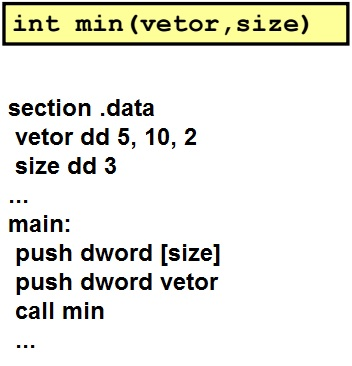 int min(vetor,size)
section .data
vetor dd 5, 10, 2
size dd 3
...
main:
push dword [size]
push dword vetor
call min
...